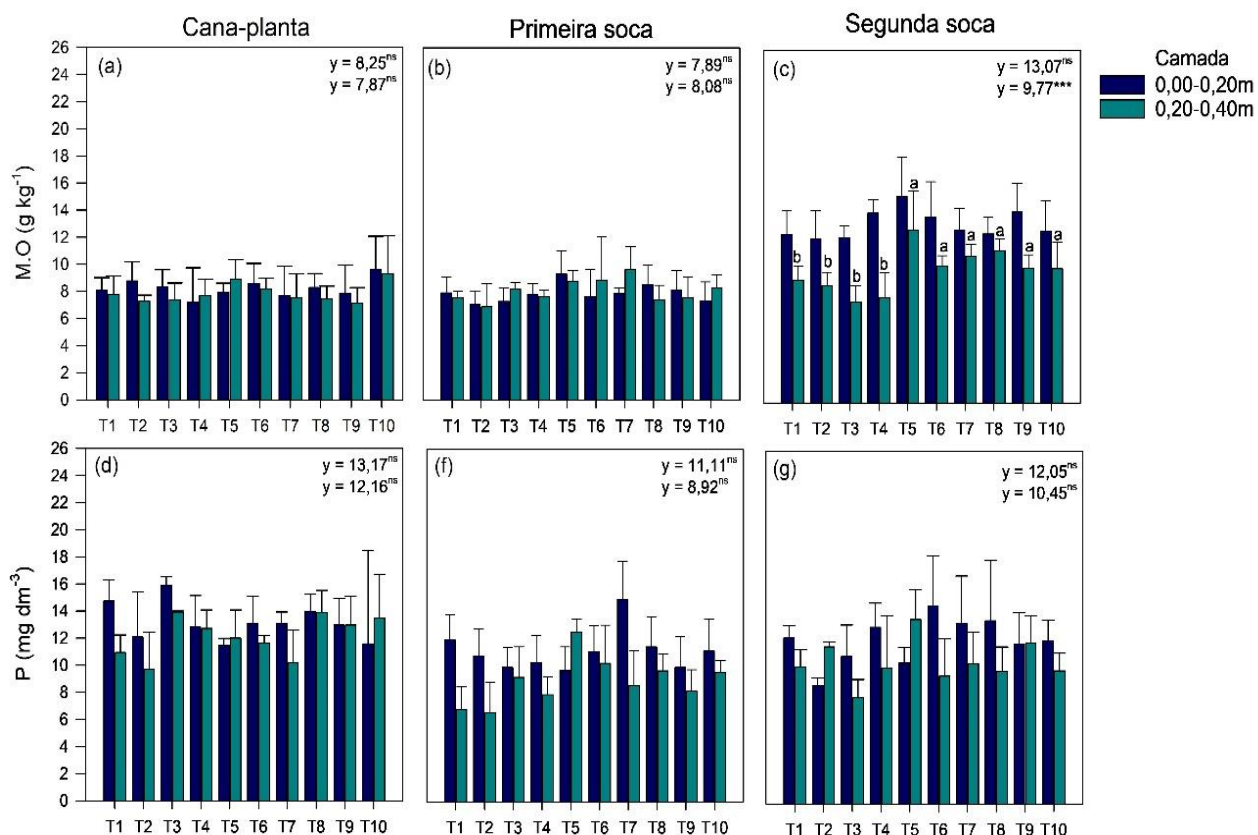 Cana-planta
Primeira soca
Segunda soca
Camada
0,00-0,20m
0,20-0,40m
M.O (g kg⁻¹)
26
24
22
20
18
16
14
12
10
8
6
4
2
0
(a)
y = 8,25ⁿˢ
y = 7,87ⁿˢ
T1 T2 T3 T4 T5 T6 T7 T8 T9 T10
(b)
y = 7,89ⁿˢ
y = 8,08ⁿˢ
T1 T2 T3 T4 T5 T6 T7 T8 T9 T10
(c)
y = 13,07ⁿˢ
y = 9,77***
b b b b a a a a a a
T1 T2 T3 T4 T5 T6 T7 T8 T9 T10
P (mg dm⁻³)
26
24
22
20
18
16
14
12
10
8
6
4
2
0
(d)
y = 13,17ⁿˢ
y = 12,16ⁿˢ
T1 T2 T3 T4 T5 T6 T7 T8 T9 T10
(f)
y = 11,11ⁿˢ
y = 8,92ⁿˢ
T1 T2 T3 T4 T5 T6 T7 T8 T9 T10
(g)
y = 12,05ⁿˢ
y = 10,45ⁿˢ
T1 T2 T3 T4 T5 T6 T7 T8 T9 T10